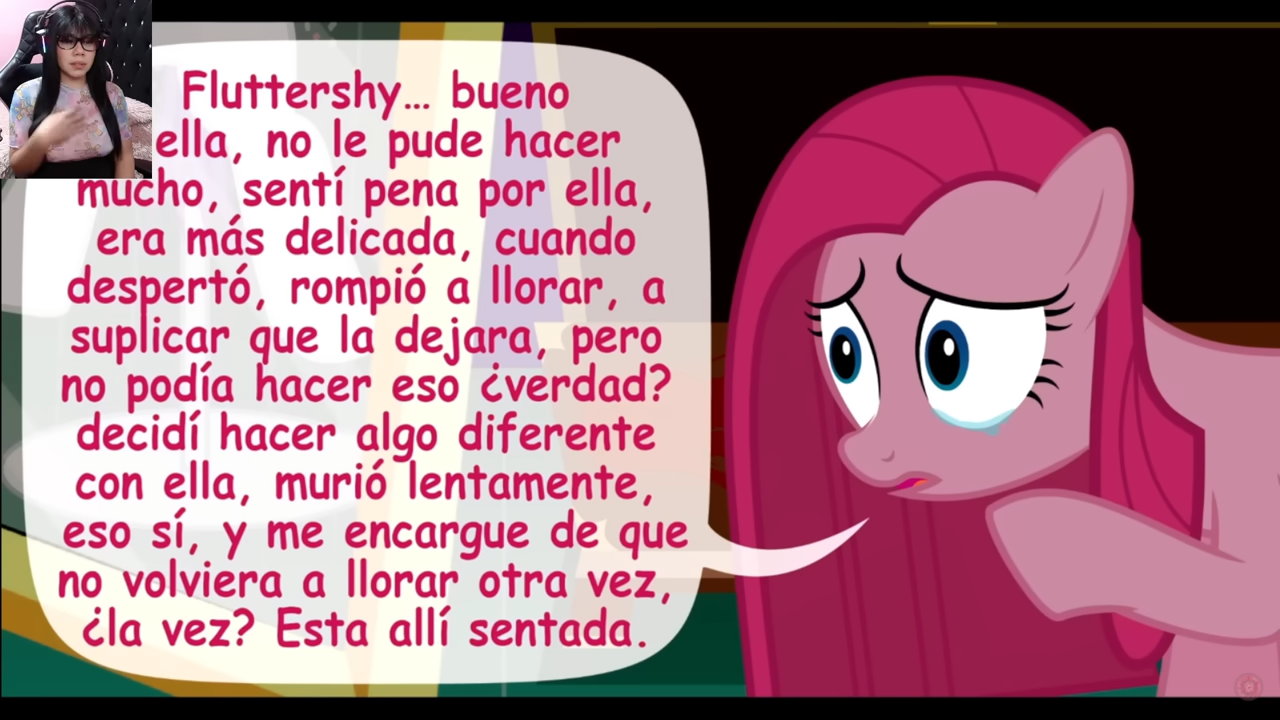 Fluttershy... bueno
ella, no le pude hacer
mucho, sentí pena por ella,
era más delicada, cuando
despertó, rompió a llorar, a
suplicar que la dejara, pero
no podía hacer eso ¿verdad?
decidí hacer algo diferente
con ella, murió lentamente,
eso sí, y me encargue de que
no volviera a llorar otra vez,
¿la vez? Esta allí sentada.